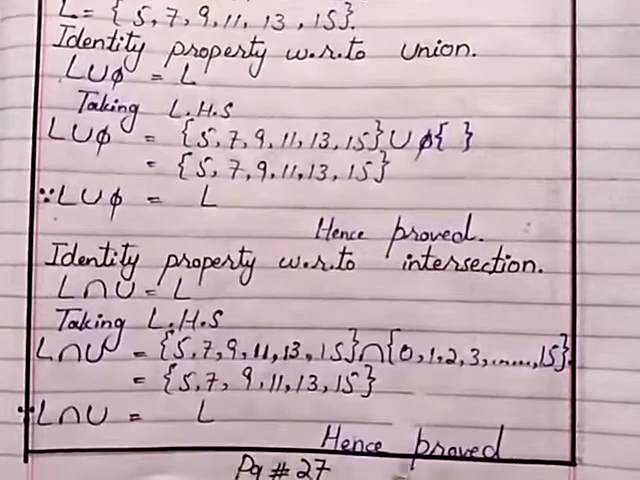 L = { 5, 7, 9, 11, 13, 15}.
Identity property w.r.to union.
L∪φ = L
Taking L.H.S
L∪φ = {5, 7, 9, 11, 13, 15}∪ φ{ }
= {5, 7, 9, 11, 13, 15}
∵L∪φ = L
Hence proved.
Identity property w.r.to intersection.
L∩U = L
Taking L.H.S
L∩U = {5, 7, 9, 11, 13, 15}∩{0, 1, 2, 3, ......, 15}.
= {5, 7, 9, 11, 13, 15}
∵L∩U = L
Hence proved
Pg # 27